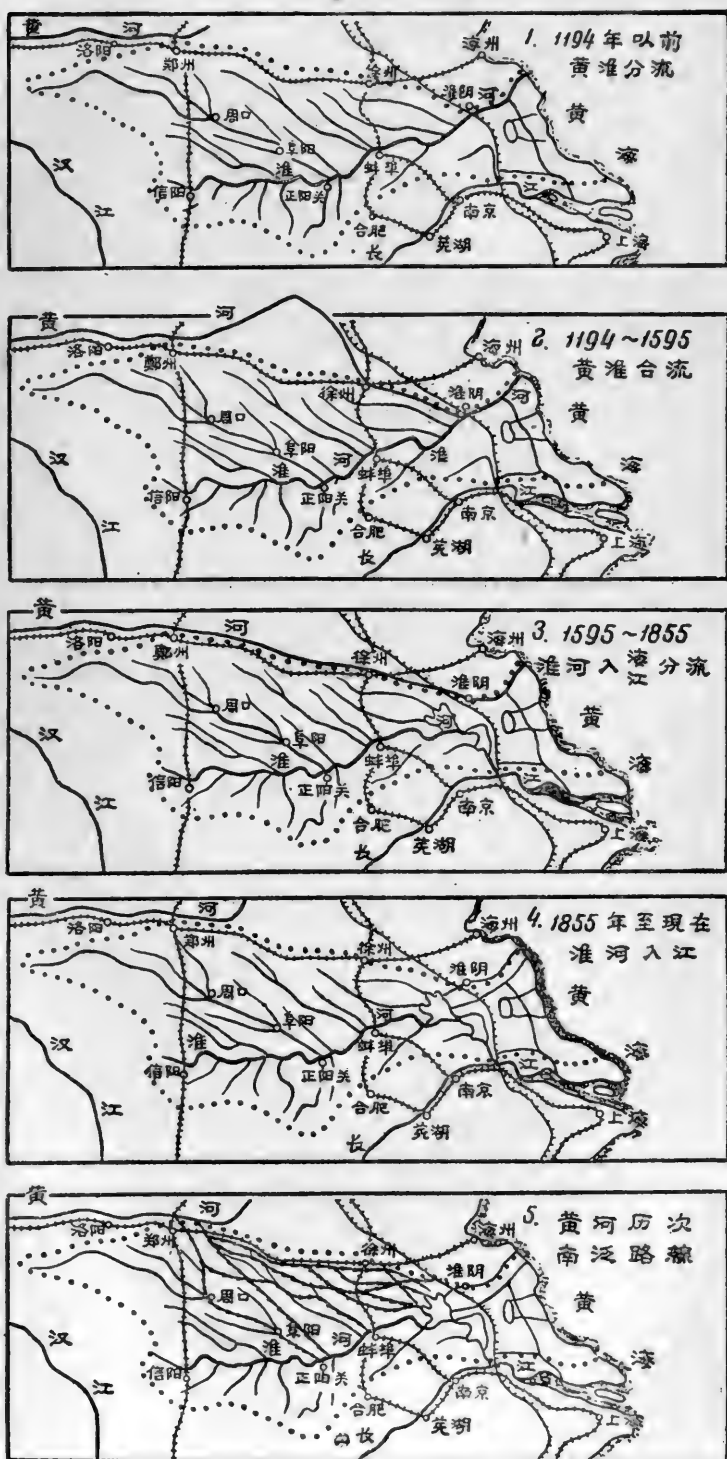 黄 河
洛阳
郑州
徐州
海州
1. 1194年以前
黄淮分流
黄
海
淮阴 河
周口
阜阳
淮
蚌埠
汉
江
信阳
正阳关
江
南京
合肥
长
芜湖
上海
黄 河
洛阳
鄭州
徐州
海州
2. 1194~1595
黄淮合流
淮阴
河
黄
海
周口
阜阳
淮 河
蚌埠
淮
汉
江
信阳
正阳关
江
南京
合肥
长
芜湖
上海
黄
河
洛阳
鄭州
徐州
海州
3. 1595~1855
淮河入海江分流
淮阴
河
黄
海
周口
阜阳
淮
蚌埠
汉
江
信阳
正阳关
江
南京
合肥
长
芜湖
上海
黄
河
洛阳
郑州
徐州
海州
4. 1855年至現在
淮河入江
淮阴
黄
海
周口
阜阳
淮
河
蚌埠
汉
江
信阳
正阳关
江
南京
合肥
长
芜湖
上海
黄
河
洛阳
郑州
徐州
海州
5. 黄河历次
南泛路線
淮阴
黄
海
周口
阜阳
淮
河
蚌埠
汉
江
信阳
正阳关
江
南京
合肥
长
芜湖
上海